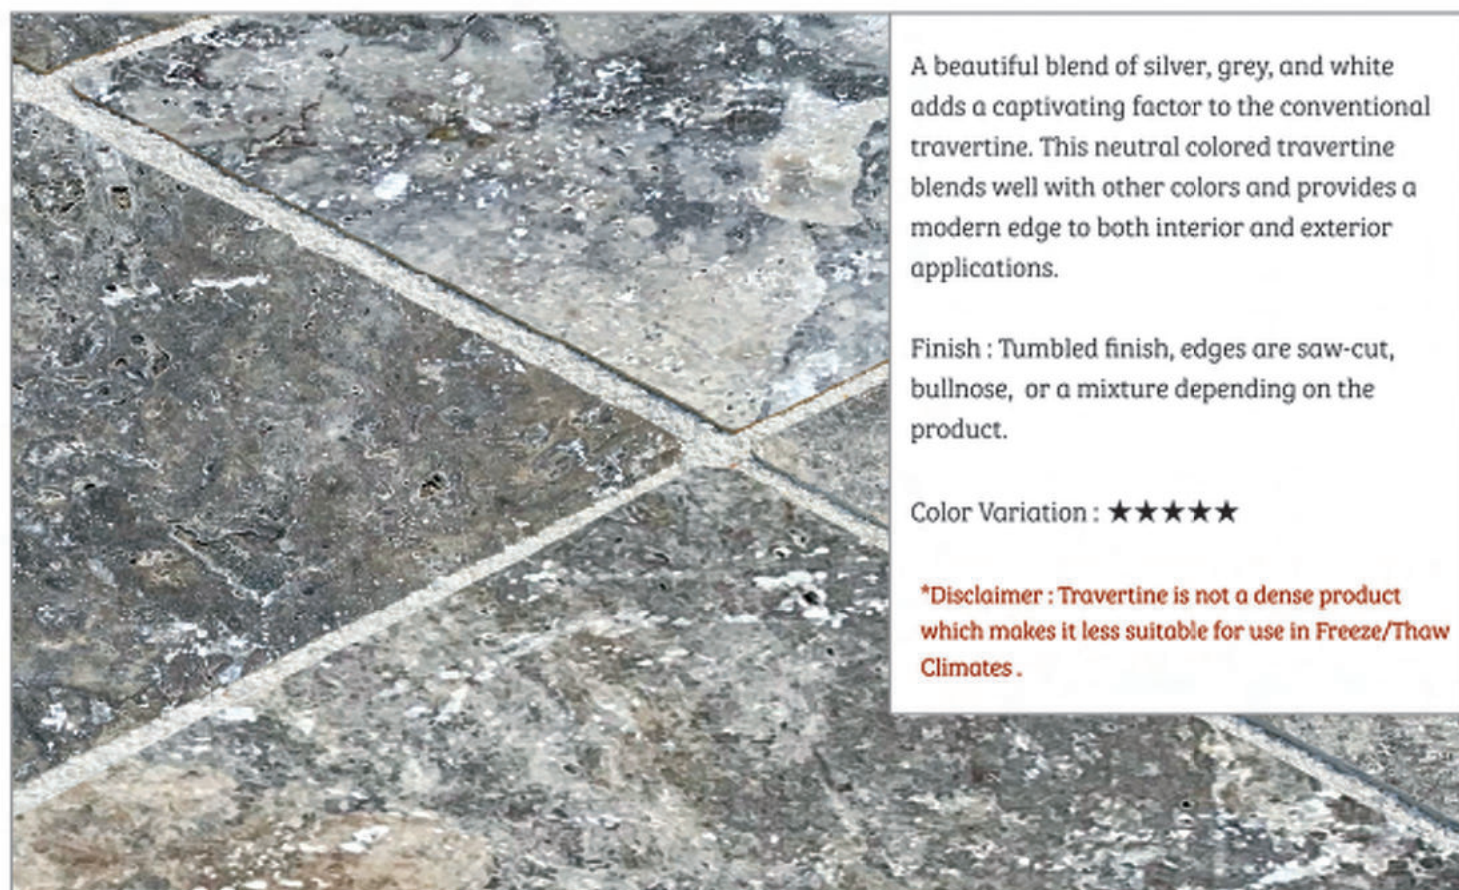 A beautiful blend of silver, grey, and white
adds a captivating factor to the conventional
travertine. This neutral colored travertine
blends well with other colors and provides a
modern edge to both interior and exterior
applications.
Finish : Tumbled finish, edges are saw-cut,
bullnose,  or a mixture depending on the
product.
Color Variation : ★★★★★
*Disclaimer : Travertine is not a dense product
which makes it less suitable for use in Freeze/Thaw
Climates .